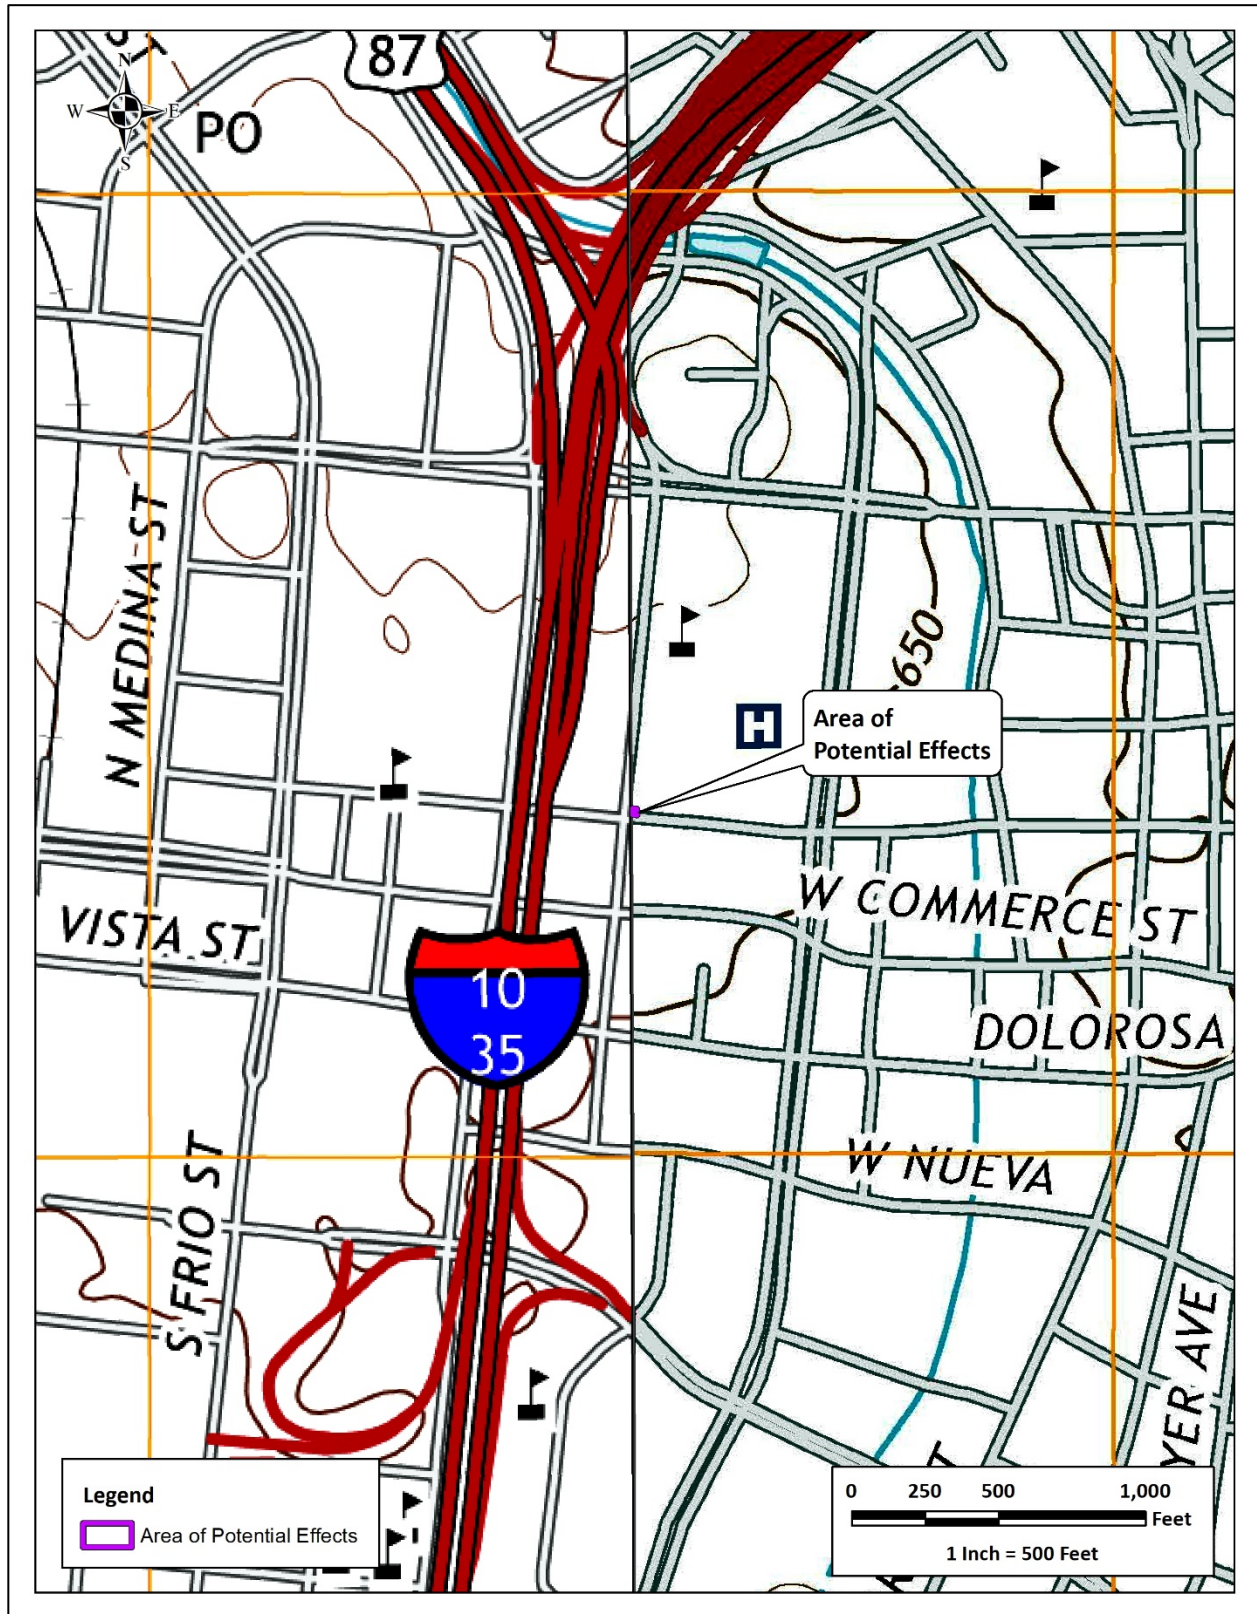 87
N
W E
S
ST
PO
N MEDINA ST
650
H
Area of
Potential Effects
W COMMERCE ST
VISTA ST
10
35
DOLOROSA
W NUEVA
S FRIO ST
YER AVE
T
Legend
Area of Potential Effects
0 250 500 1,000
Feet
1 Inch = 500 Feet